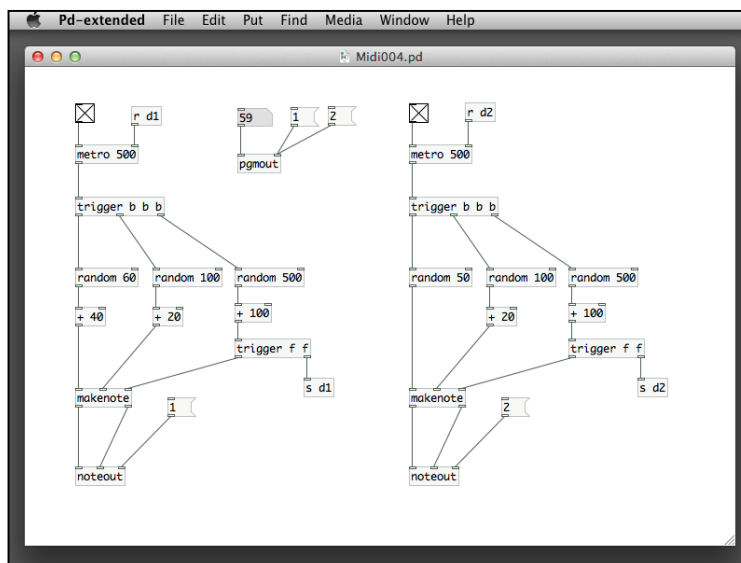 Pd-extended File Edit Put Find Media Window Help
Midi004.pd
r d1
59
1
2
r d2
metro 500
pgmout
metro 500
trigger b b b
trigger b b b
random 60
random 100
random 500
random 50
random 100
random 500
+ 40
+ 20
+ 100
+ 20
+ 100
trigger f f
trigger f f
s d1
s d2
makenote
1
makenote
2
noteout
noteout